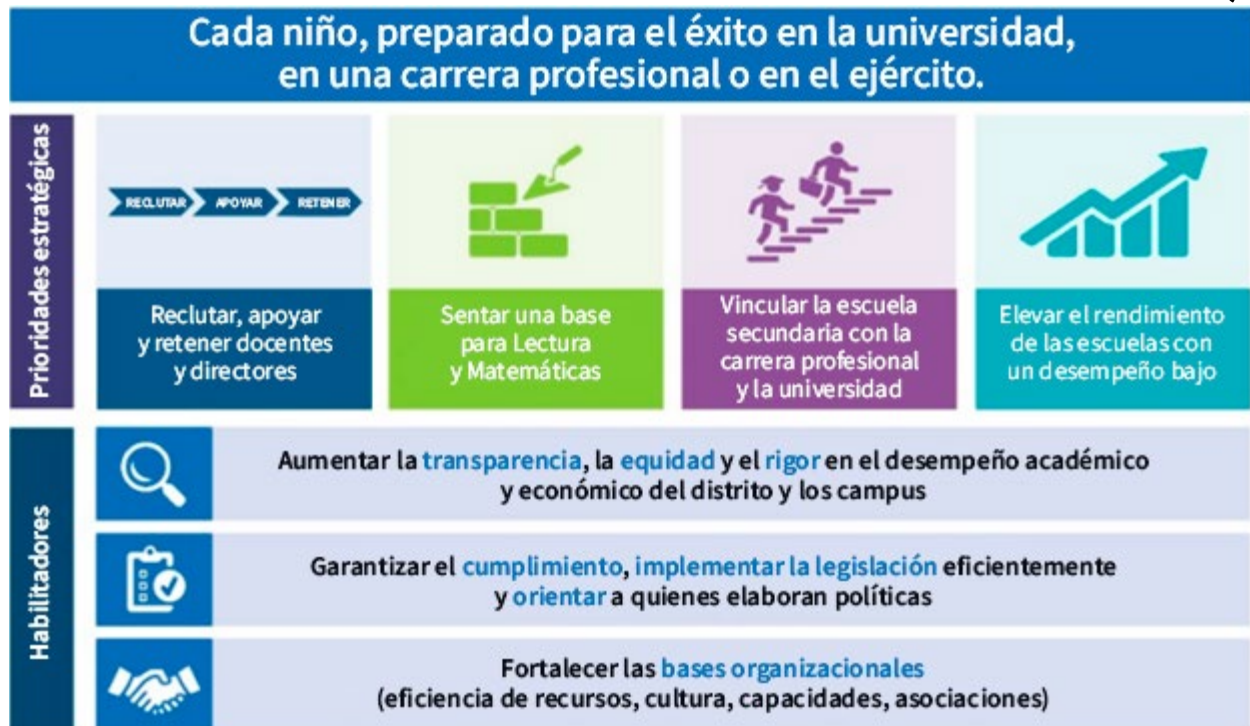 Cada niño, preparado para el éxito en la universidad,
en una carrera profesional o en el ejército.
Prioridades estratégicas
RECLUTAR
APOYAR
RETENER
Reclutar, apoyar
y retener docentes
y directores
Sentar una base
para Lectura
y Matemáticas
Vincular la escuela
secundaria con la
carrera profesional
y la universidad
Elevar el rendimiento
de las escuelas con
un desempeño bajo
Habilitadores
Aumentar la transparencia, la equidad y el rigor en el desempeño académico
y económico del distrito y los campus
Garantizar el cumplimiento, implementar la legislación eficientemente
y orientar a quienes elaboran políticas
Fortalecer las bases organizacionales
(eficiencia de recursos, cultura, capacidades, asociaciones)